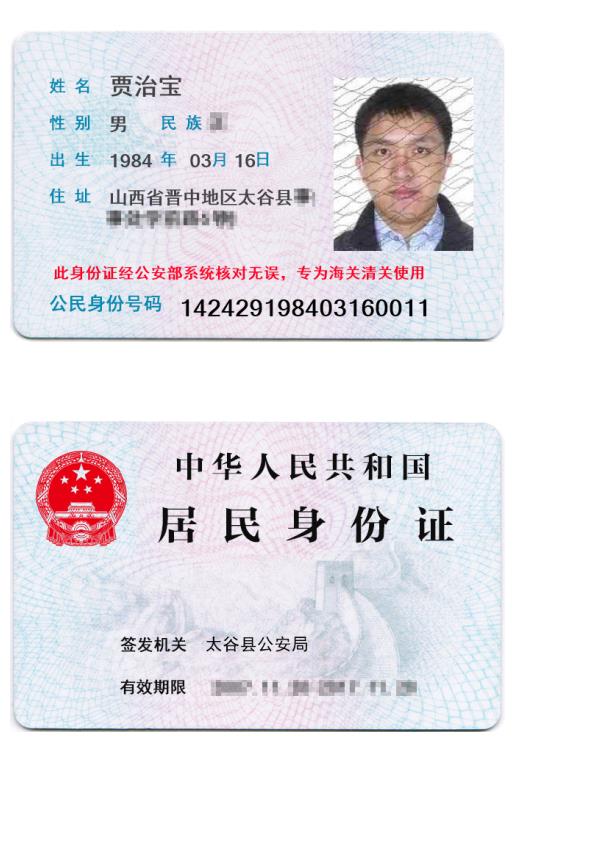 姓名 贾治宝
性别 男 民族
出生 1984 年 03月 16日
住址 山西省晋中地区太谷县
此身份证经公安部系统核对无误，专为海关清关使用
公民身份号码 142429198403160011
中华人民共和国
居民身份证
签发机关 太谷县公安局
有效期限